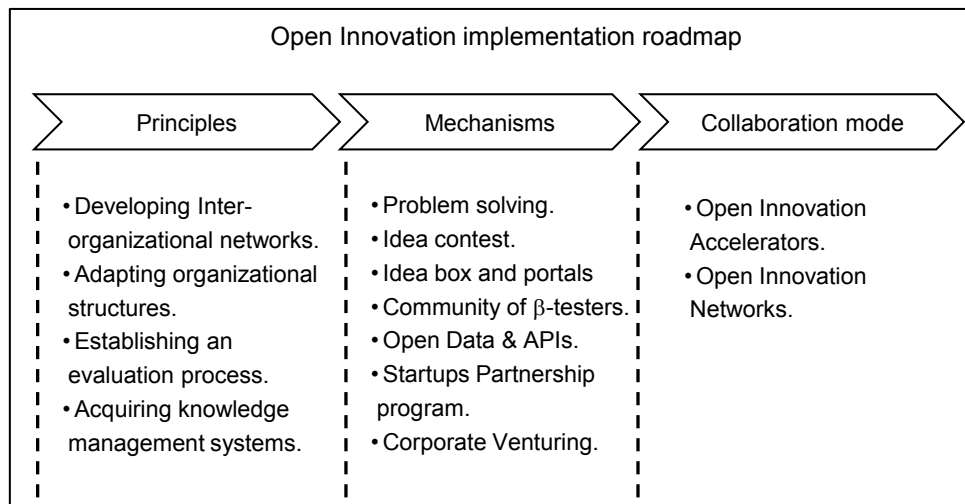 Open Innovation implementation roadmap
Principles
Mechanisms
Collaboration mode
• Developing Inter-
organizational networks.
• Adapting organizational
structures.
• Establishing an
evaluation process.
• Acquiring knowledge
management systems.
• Problem solving.
• Idea contest.
• Idea box and portals
• Community of β-testers.
• Open Data & APIs.
• Startups Partnership
program.
• Corporate Venturing.
• Open Innovation
Accelerators.
• Open Innovation
Networks.